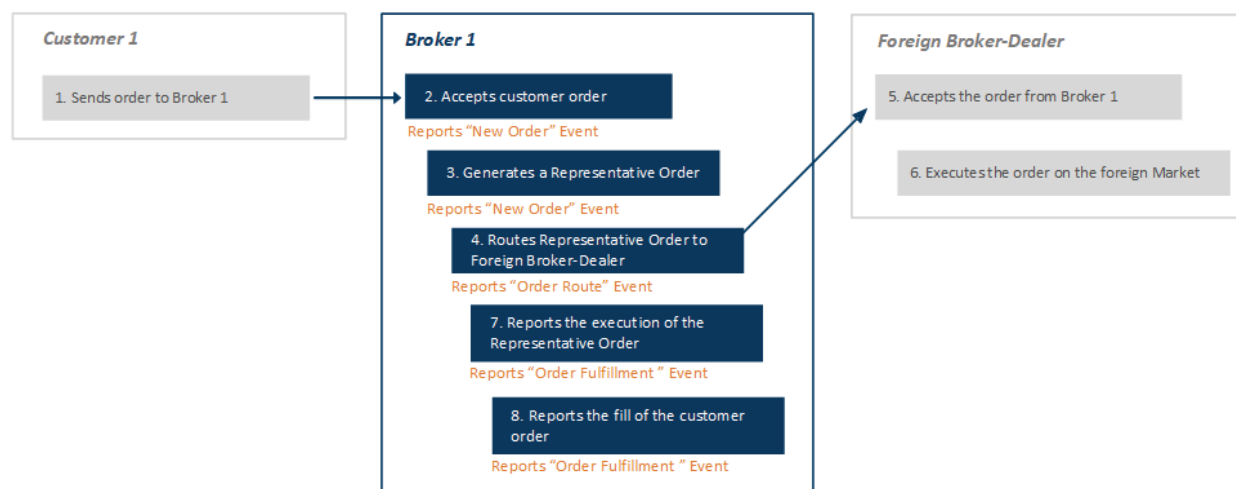 Customer 1
1. Sends order to Broker 1
Broker 1
2. Accepts customer order
Reports “New Order” Event
3. Generates a Representative Order
Reports “New Order” Event
4. Routes Representative Order to
Foreign Broker-Dealer
Reports “Order Route” Event
7. Reports the execution of the
Representative Order
Reports “Order Fulfillment ” Event
8. Reports the fill of the customer
order
Reports “Order Fulfillment ” Event
Foreign Broker-Dealer
5. Accepts the order from Broker 1
6. Executes the order on the foreign Market